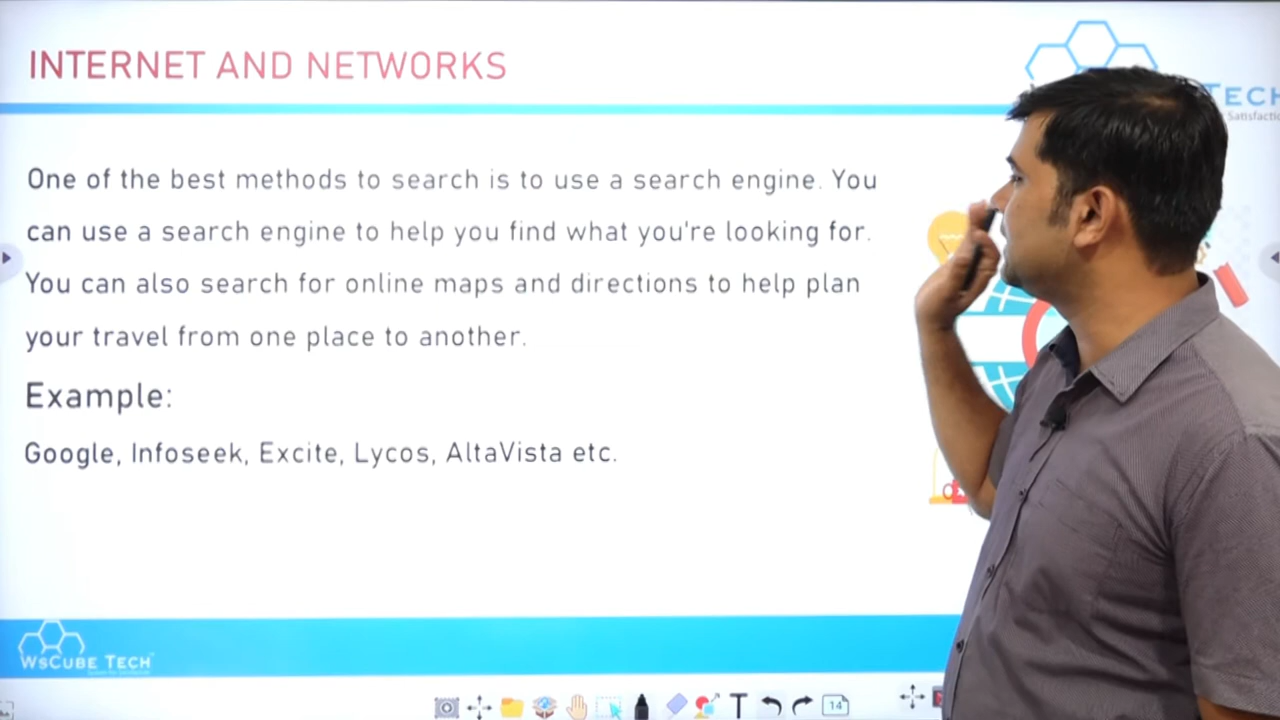 INTERNET AND NETWORKS
TECH
Satisfactio
One of the best methods to search is to use a search engine. You
can use a search engine to help you find what you're looking for.
You can also search for online maps and directions to help plan
your travel from one place to another.
Example:
Google, Infoseek, Excite, Lycos, AltaVista etc.
WSCUBE TECH
T
14